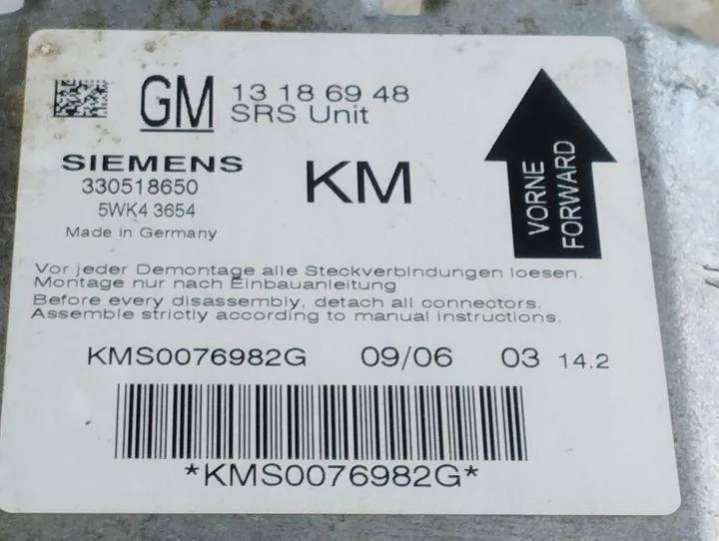 GM 13 18 69 48
SRS Unit
SIEMENS
330518650
5WK4 3654
Made in Germany
KM
VORNE
FORWARD
Vor jeder Demontage alle Steckverbindungen loesen.
Montage nur nach Einbauanleitung
Before every disassembly, detach all connectors.
Assemble strictly according to manual instructions.
KMS0076982G 09/06 03 14.2
*KMS0076982G*